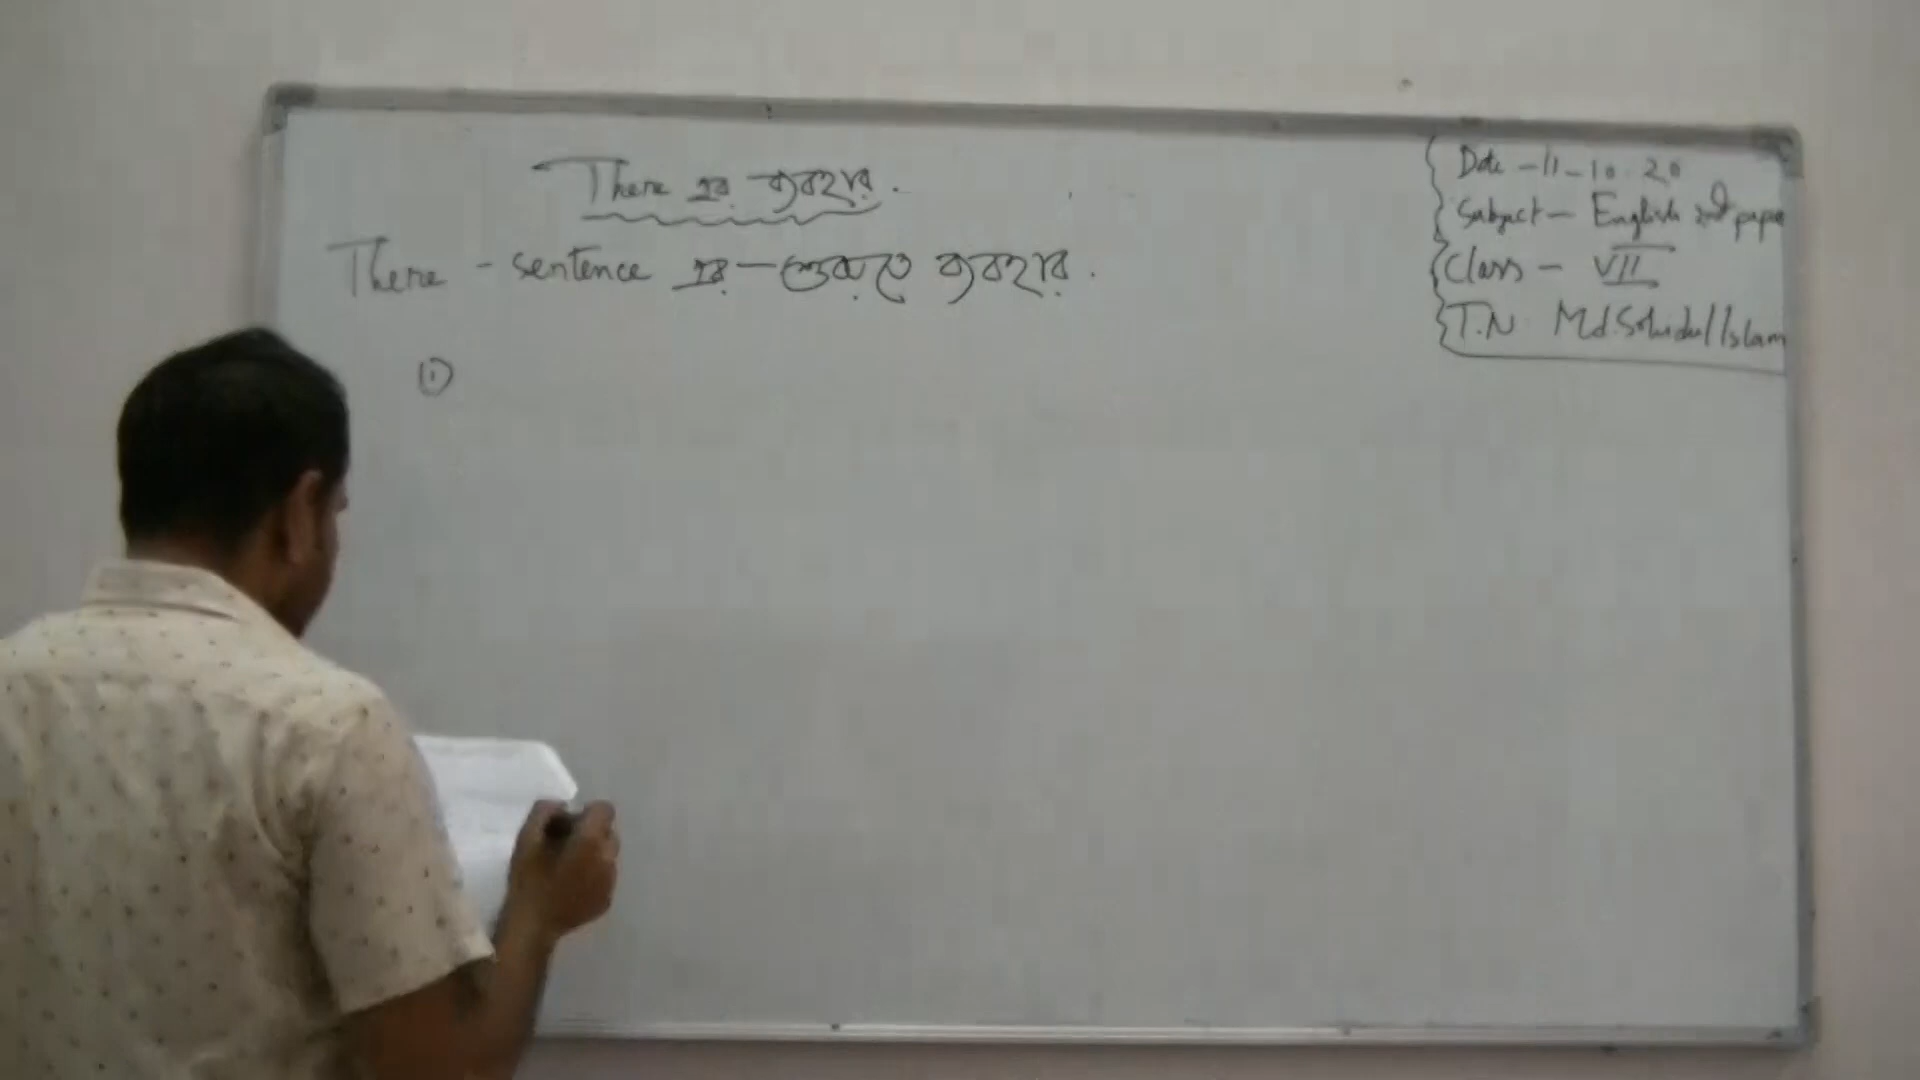 There এর ব্যবহার.
There - sentence এর শুরুতে ব্যবহার.
①
Date - 11 - 10.20
Subject - English 2nd paper
Class - VII
T.N Md. Sohidul Islam